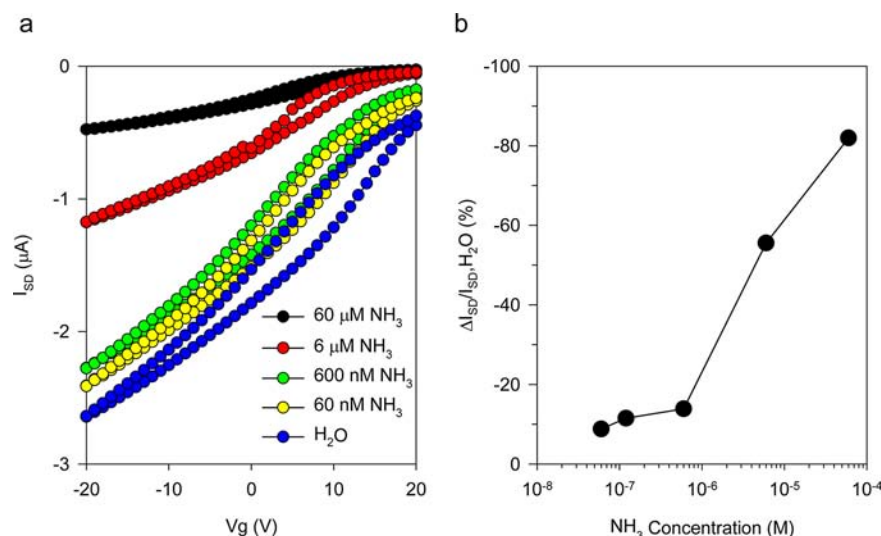 a
0
-1
-2
-3
I_SD (μA)
-20
-10
0
10
20
Vg (V)
60 μM NH₃
6 μM NH₃
600 nM NH₃
60 nM NH₃
H₂O
b
-100
-80
-60
-40
-20
0
ΔI_SD/I_SD,H₂O (%)
10⁻⁸
10⁻⁷
10⁻⁶
10⁻⁵
10⁻⁴
NH₃ Concentration (M)